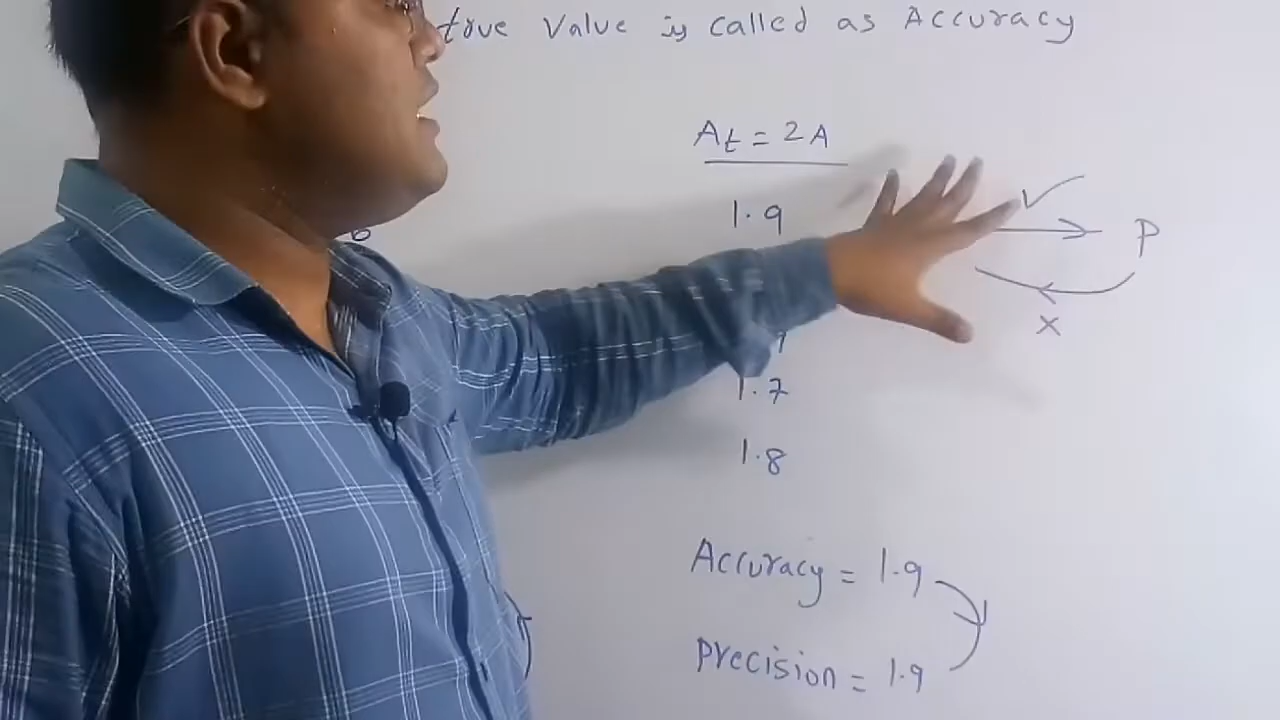 true value is called as Accuracy
At = 2A
1.9
P
x
1.7
1.8
Accuracy = 1.9
Precision = 1.9